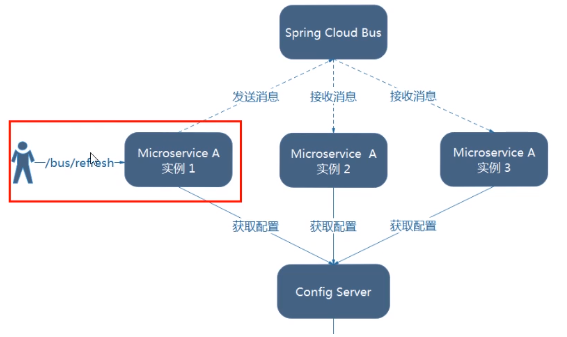 Spring Cloud Bus
发送消息
接收消息
接收消息
/bus/refresh
Microservice A
实例 1
Microservice A
实例 2
Microservice A
实例 3
获取配置
获取配置
获取配置
Config Server